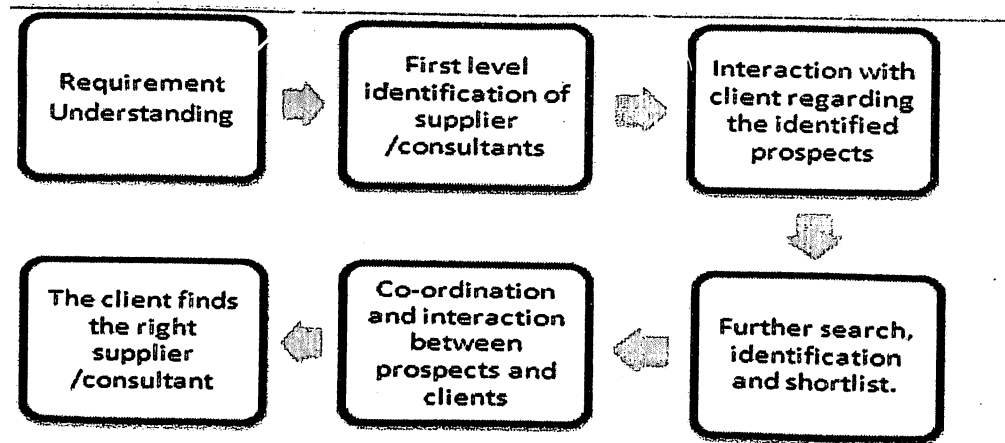 Requirement
Understanding
First level
identification of
supplier
/consultants
Interaction with
client regarding
the identified
prospects
Further search,
identification
and shortlist.
Co-ordination
and interaction
between
prospects and
clients
The client finds
the right
supplier
/consultant